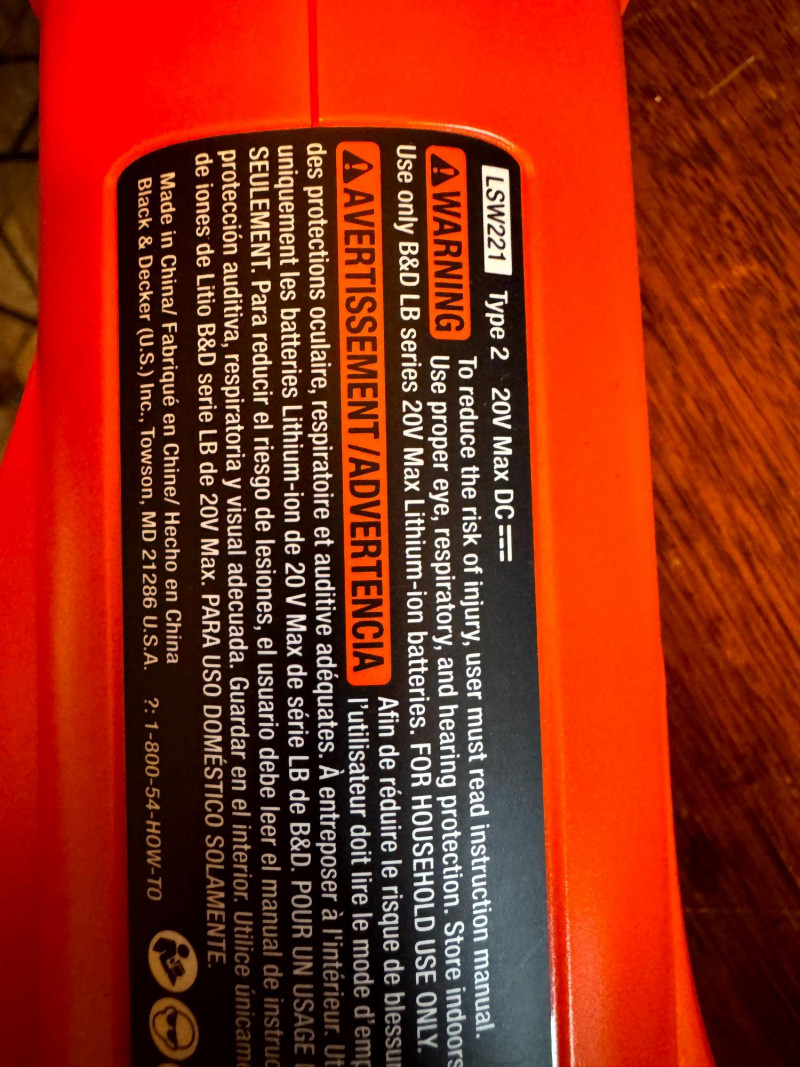 LSW221 Type 2 20V Max DC
WARNING To reduce the risk of injury, user must read instruction manual.
Use proper eye, respiratory, and hearing protection. Store indoors
Use only B&D LB series 20V Max Lithium-ion batteries. FOR HOUSEHOLD USE ONLY.
AVERTISSEMENT /ADVERTENCIA Afin de réduire le risque de
l'utilisateur doit lire le mode
des protections oculaire, respiratoire et auditive adéquates. À entreposer à l'intérieur.
uniquement les batteries Lithium-ion de 20 V Max de série LB de B&D. POUR UN USAGE
SEULEMENT. Para reducir el riesgo de lesiones, el usuario debe leer el manual de
protección auditiva, respiratoria y visual adecuada. Guardar en el interior. Utilice
de iones de Litio B&D serie LB de 20V Max. PARA USO DOMÉSTICO SOLAMENTE.
Made in China/ Fabriqué en Chine/ Hecho en China
Black & Decker (U.S.) Inc., Towson, MD 21286 U.S.A. ?: 1-800-54-HOW-TO